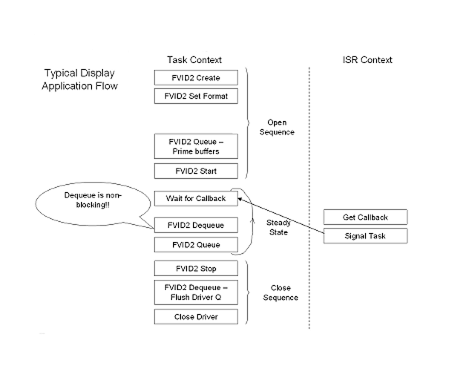 Typical Display
Application Flow
Task Context
ISR Context
FVID2 Create
FVID2 Set Format
FVID2 Queue –
Prime buffers
FVID2 Start
Open
Sequence
Dequeue is non-
blocking!!
Wait for Callback
FVID2 Dequeue
FVID2 Queue
Steady
State
Get Callback
Signal Task
FVID2 Stop
FVID2 Dequeue –
Flush Driver Q
Close Driver
Close
Sequence